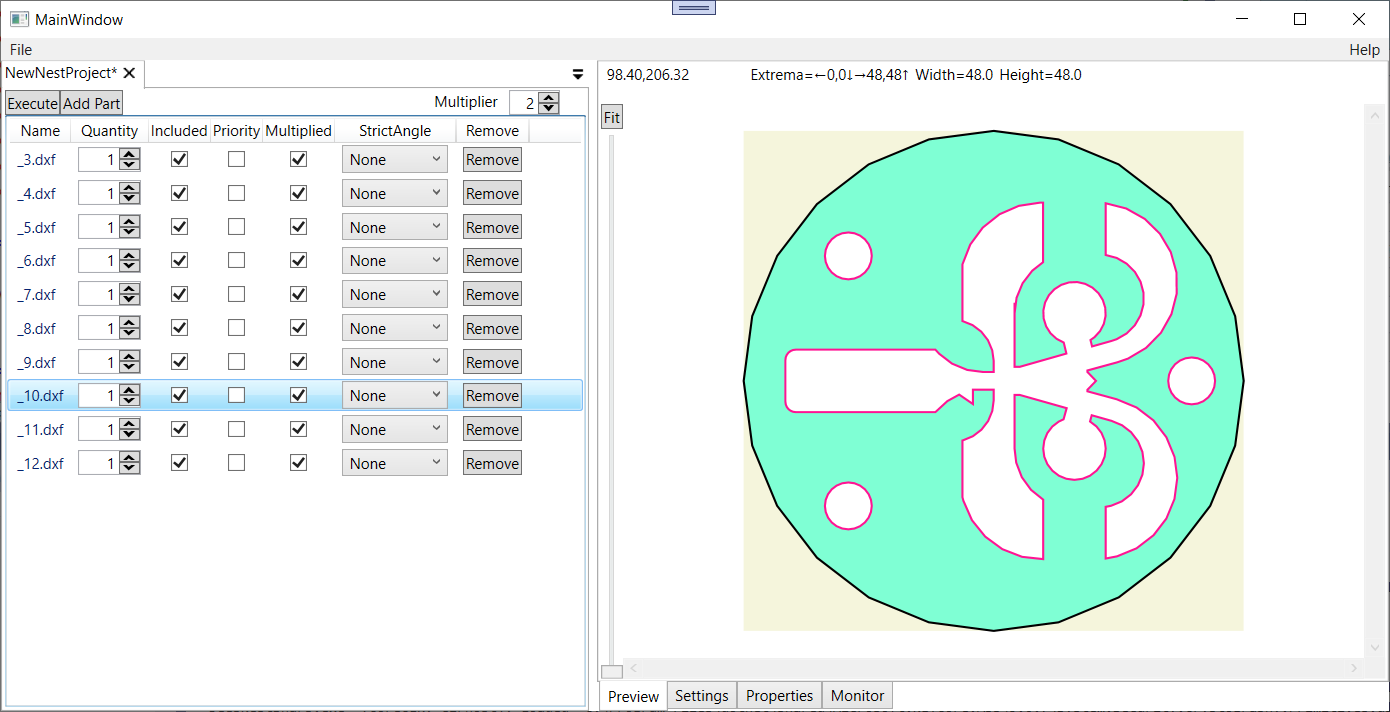 MainWindow
File Help
NewNestProject*
98.40,206.32 Extrema=←0,0↓→48,48↑ Width=48.0 Height=48.0
Execute Add Part Multiplier 2
Fit
Name Quantity Included Priority Multiplied StrictAngle Remove
_3.dxf 1 None Remove
_4.dxf 1 None Remove
_5.dxf 1 None Remove
_6.dxf 1 None Remove
_7.dxf 1 None Remove
_8.dxf 1 None Remove
_9.dxf 1 None Remove
_10.dxf 1 None Remove
_11.dxf 1 None Remove
_12.dxf 1 None Remove
Preview Settings Properties Monitor